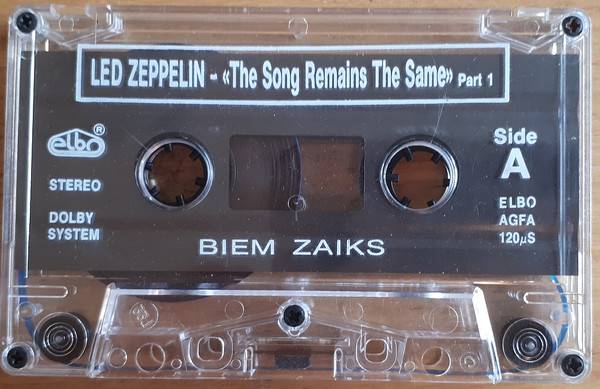 LED ZEPPELIN - «The Song Remains The Same» Part 1
elbo®
STEREO
DOLBY
SYSTEM
Side
A
ELBO
AGFA
120µS
BIEM ZAIKS